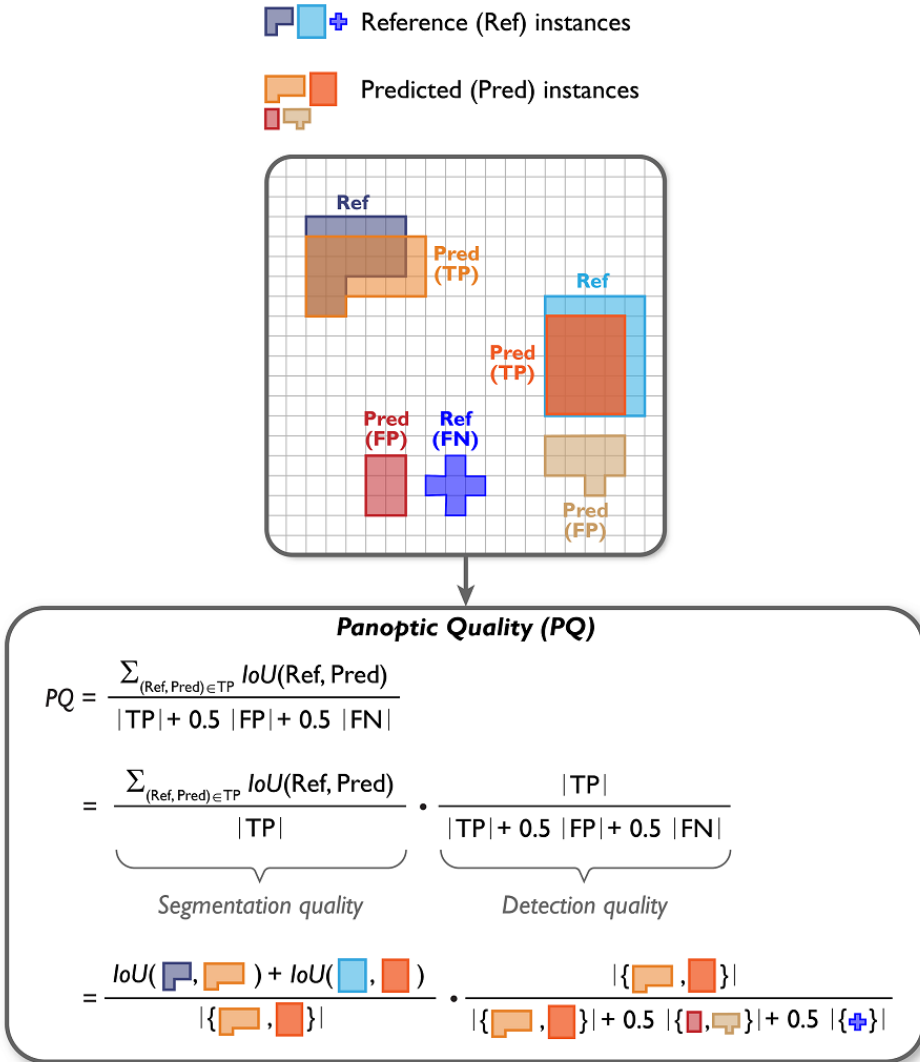 Reference (Ref) instances
Predicted (Pred) instances
Ref
Pred
(TP)
Ref
Pred
(TP)
Pred
(FP)
Ref
(FN)
Pred
(FP)
Panoptic Quality (PQ)
PQ = Σ(Ref, Pred)∈TP IoU(Ref, Pred)
|TP|+ 0.5 |FP|+ 0.5 |FN|
= Σ(Ref, Pred)∈TP IoU(Ref, Pred)
|TP|
• |TP|
|TP|+ 0.5 |FP|+ 0.5 |FN|
Segmentation quality
Detection quality
= IoU( , ) + IoU( , )
|{ , }|
• |{ , }|
|{ , }|+ 0.5 |{ , }|+ 0.5 |{ }|